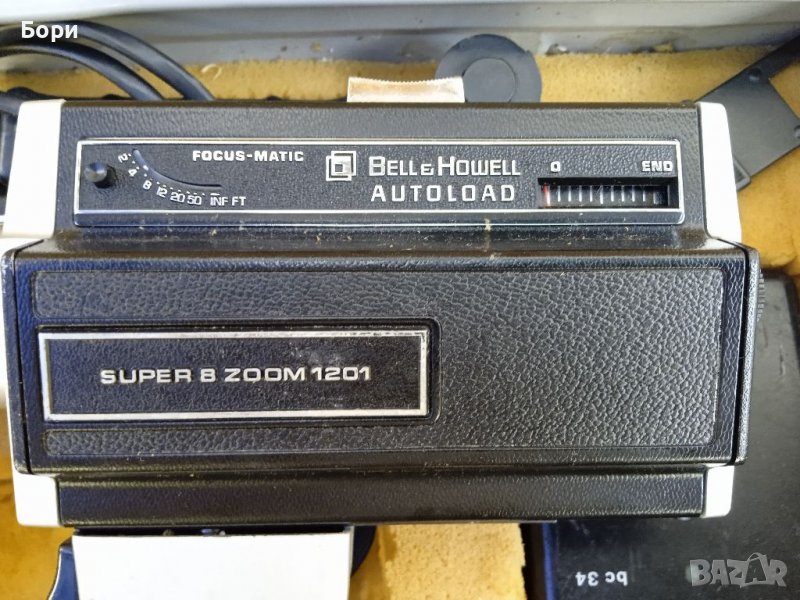 Бори
FOCUS-MATIC
2.
4
8
12 20 50 INF FT
BELL & HOWELL
AUTOLOAD
0 END
SUPER 8 ZOOM 1201
bc 34
BAZAR